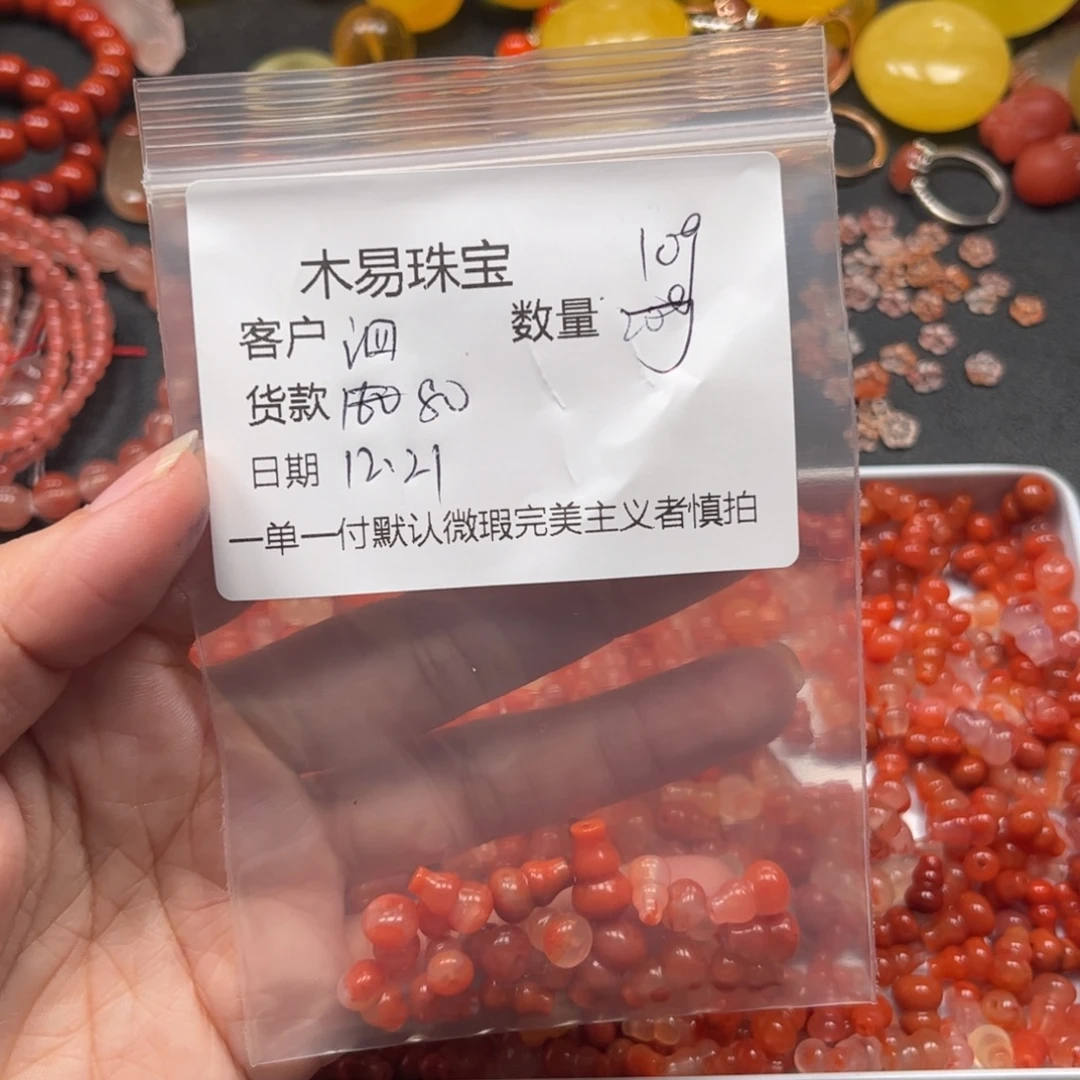 木易珠宝
数量 10g
客户 泗
货款 80
日期 12.21
一单一付默认微瑕完美主义者慎拍